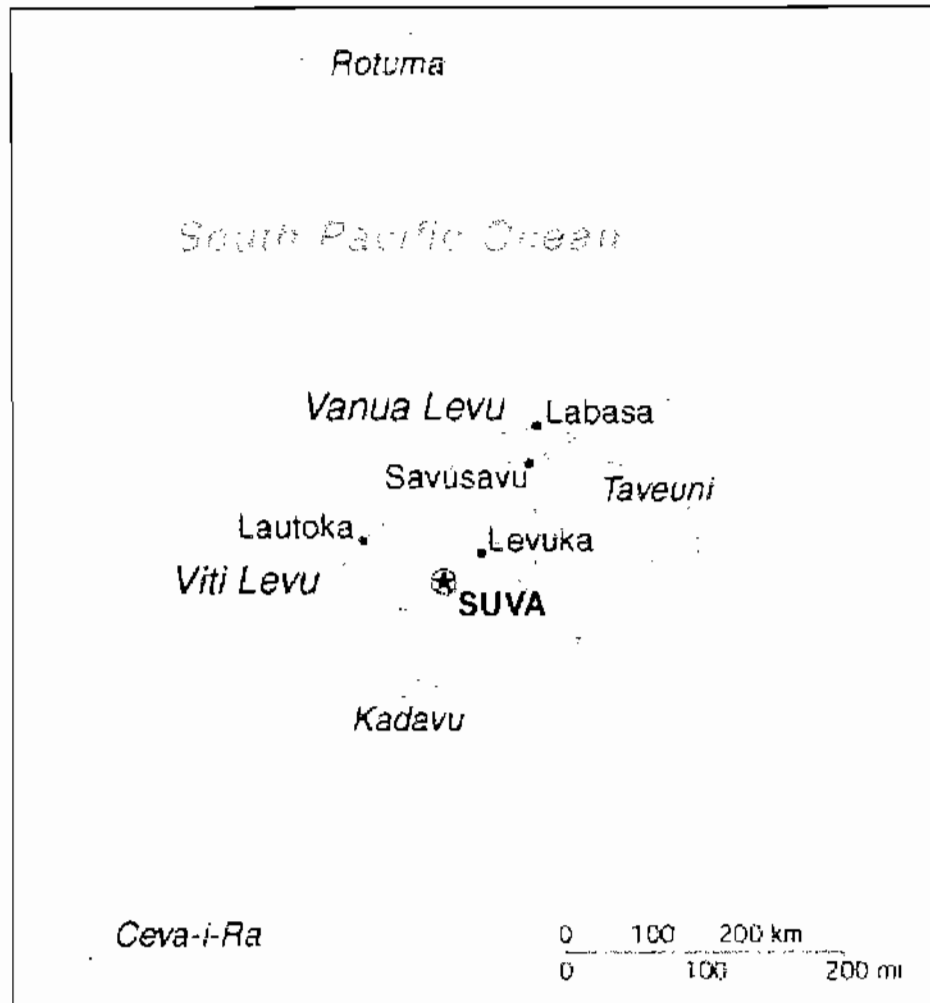 Rotuma
South Pacific Ocean
Vanua Levu
Labasa
Savusavu
Taveuni
Lautoka
Levuka
Viti Levu
SUVA
Kadavu
Ceva-i-Ra
0 100 200 km
0 100 200 mi